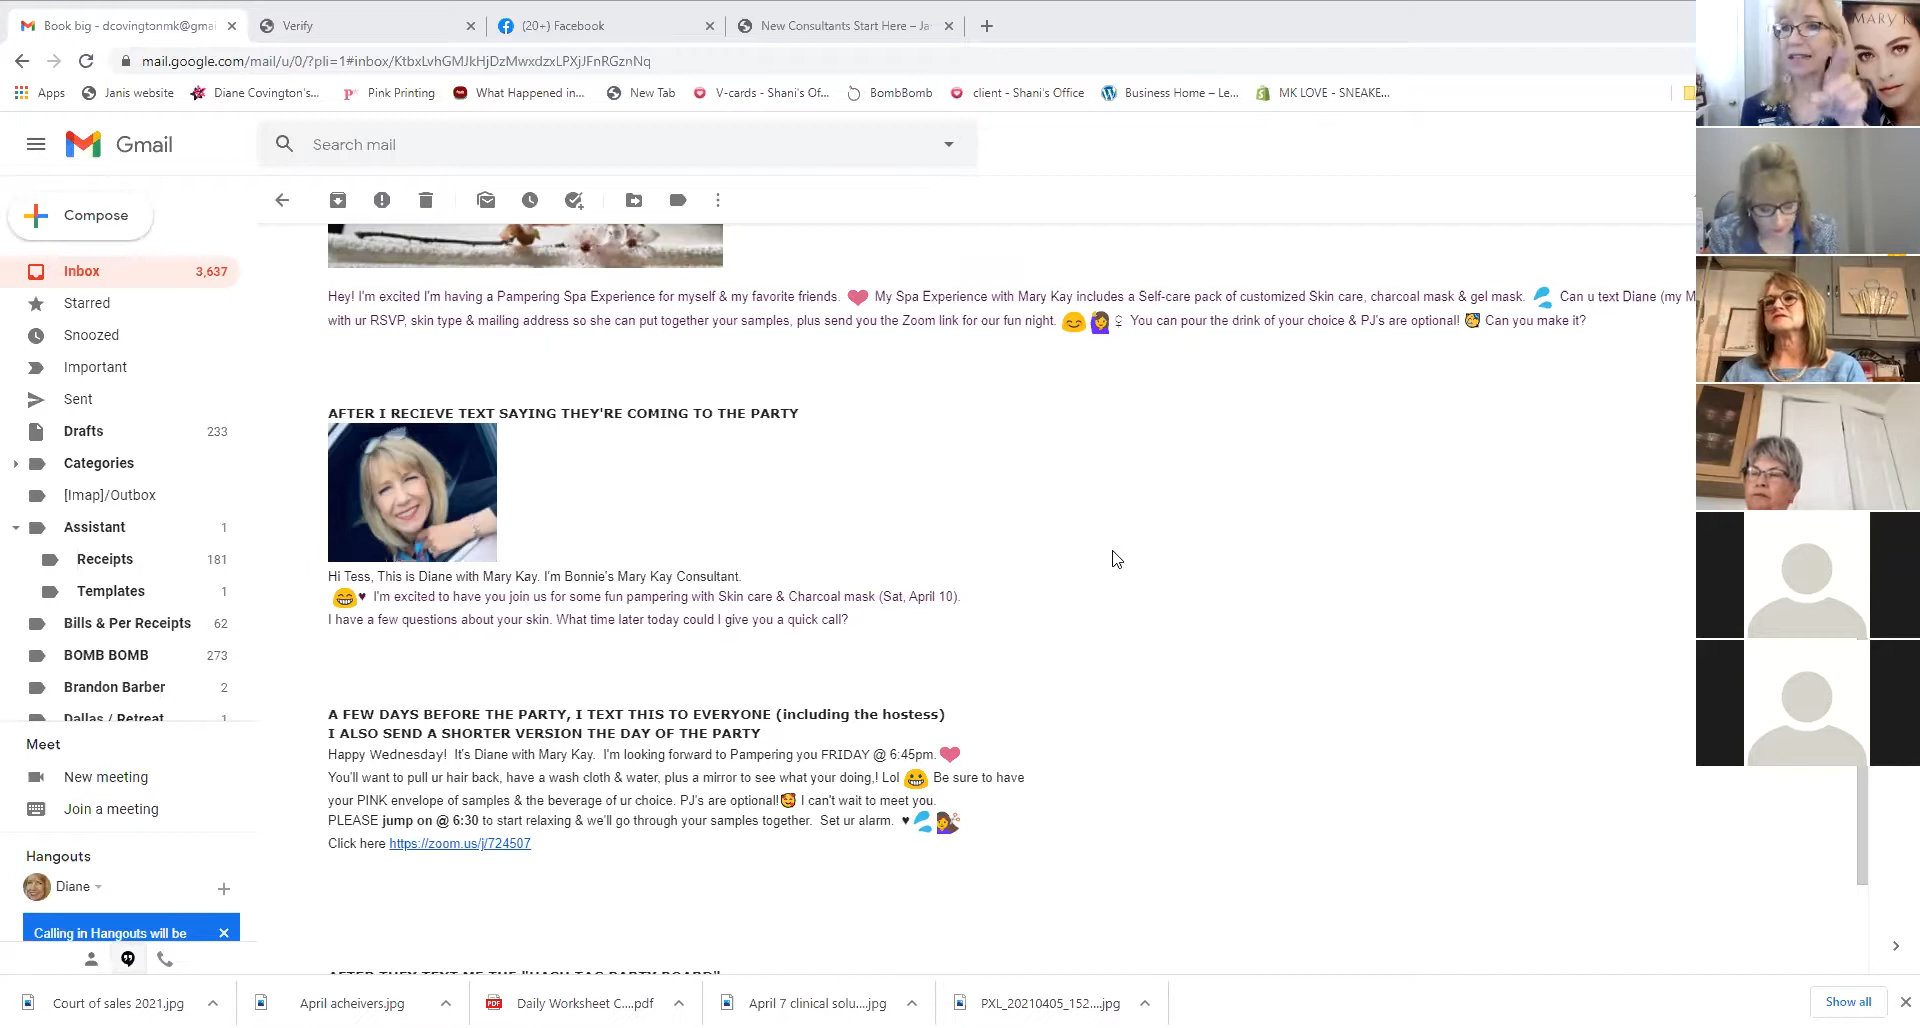 Book big - dcovingtonmk@gmai
Verify
(20+) Facebook
New Consultants Start Here – Ja
mail.google.com/mail/u/0/?pli=1#inbox/KtbxLvhGMJkHjDzMwxdzxLPXjJFnRGznNq
Apps
Janis website
Diane Covington's...
Pink Printing
What Happened in...
New Tab
V-cards - Shani's Of...
BombBomb
client - Shani's Office
Business Home – Le...
MK LOVE - SNEAKE...
MARY K
Gmail
Search mail
Compose
Inbox 3,637
Starred
Snoozed
Important
Sent
Drafts 233
Categories
[Imap]/Outbox
Assistant 1
Receipts 181
Templates 1
Bills & Per Receipts 62
BOMB BOMB 273
Brandon Barber 2
Dallas / Retreat 1
Meet
New meeting
Join a meeting
Hangouts
Diane
Calling in Hangouts will be
Hey! I'm excited I'm having a Pampering Spa Experience for myself & my favorite friends. My Spa Experience with Mary Kay includes a Self-care pack of customized Skin care, charcoal mask & gel mask. Can u text Diane (my M
with ur RSVP, skin type & mailing address so she can put together your samples, plus send you the Zoom link for our fun night. 😊 🙋♀ You can pour the drink of your choice & PJ's are optional! 🥳 Can you make it?
AFTER I RECIEVE TEXT SAYING THEY'RE COMING TO THE PARTY
Hi Tess, This is Diane with Mary Kay. I'm Bonnie's Mary Kay Consultant.
😁♥ I'm excited to have you join us for some fun pampering with Skin care & Charcoal mask (Sat, April 10).
I have a few questions about your skin. What time later today could I give you a quick call?
A FEW DAYS BEFORE THE PARTY, I TEXT THIS TO EVERYONE (including the hostess)
I ALSO SEND A SHORTER VERSION THE DAY OF THE PARTY
Happy Wednesday! It's Diane with Mary Kay. I'm looking forward to Pampering you FRIDAY @ 6:45pm.
You'll want to pull ur hair back, have a wash cloth & water, plus a mirror to see what your doing,! Lol 😬 Be sure to have
your PINK envelope of samples & the beverage of ur choice. PJ's are optional!🥰 I can't wait to meet you.
PLEASE jump on @ 6:30 to start relaxing & we'll go through your samples together. Set ur alarm. ♥💦 💇
Click here https://zoom.us/j/724507
AFTER THEY TEXT ME THE "HASH TAG PARTY BOARD"
Court of sales 2021.jpg
April acheivers.jpg
Daily Worksheet C....pdf
April 7 clinical solu....jpg
PXL_20210405_152....jpg
Show all